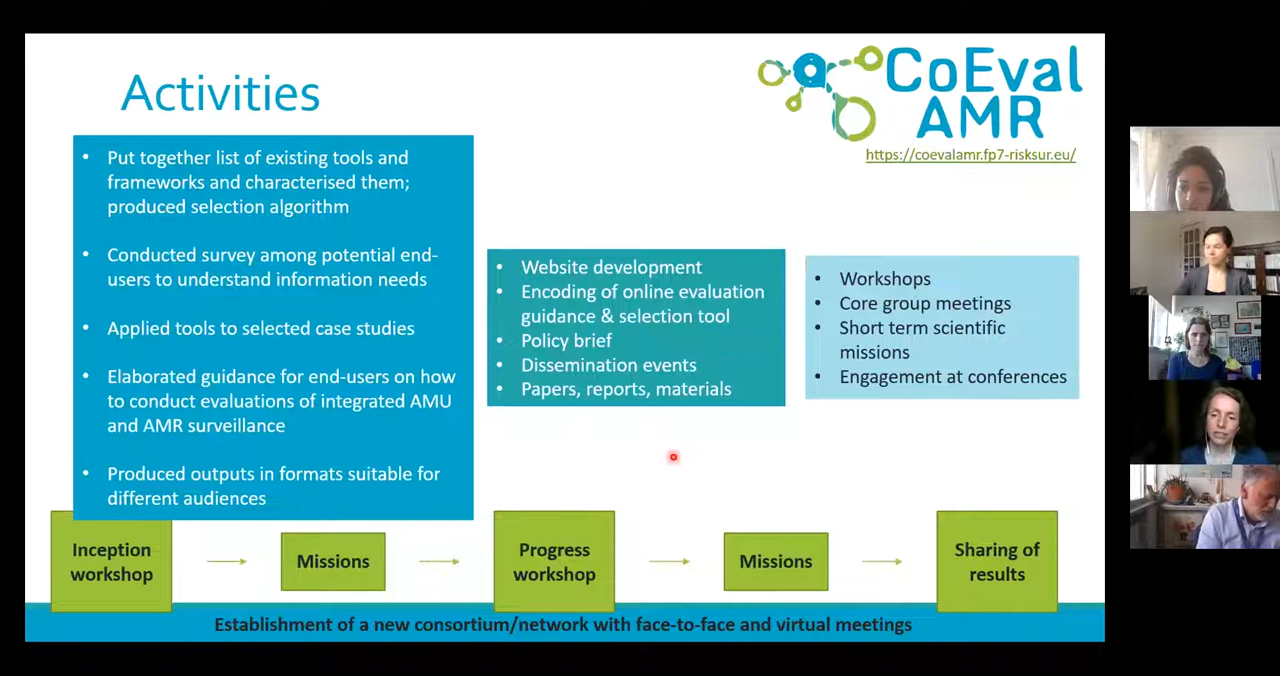 Activities
CoEval
AMR
https://coevalamr.fp7-risksur.eu/
• Put together list of existing tools and
frameworks and characterised them;
produced selection algorithm
• Conducted survey among potential end-
users to understand information needs
• Applied tools to selected case studies
• Elaborated guidance for end-users on how
to conduct evaluations of integrated AMU
and AMR surveillance
• Produced outputs in formats suitable for
different audiences
• Website development
• Encoding of online evaluation
guidance & selection tool
• Policy brief
• Dissemination events
• Papers, reports, materials
• Workshops
• Core group meetings
• Short term scientific
missions
• Engagement at conferences
Inception
workshop
Missions
Progress
workshop
Missions
Sharing of
results
Establishment of a new consortium/network with face-to-face and virtual meetings